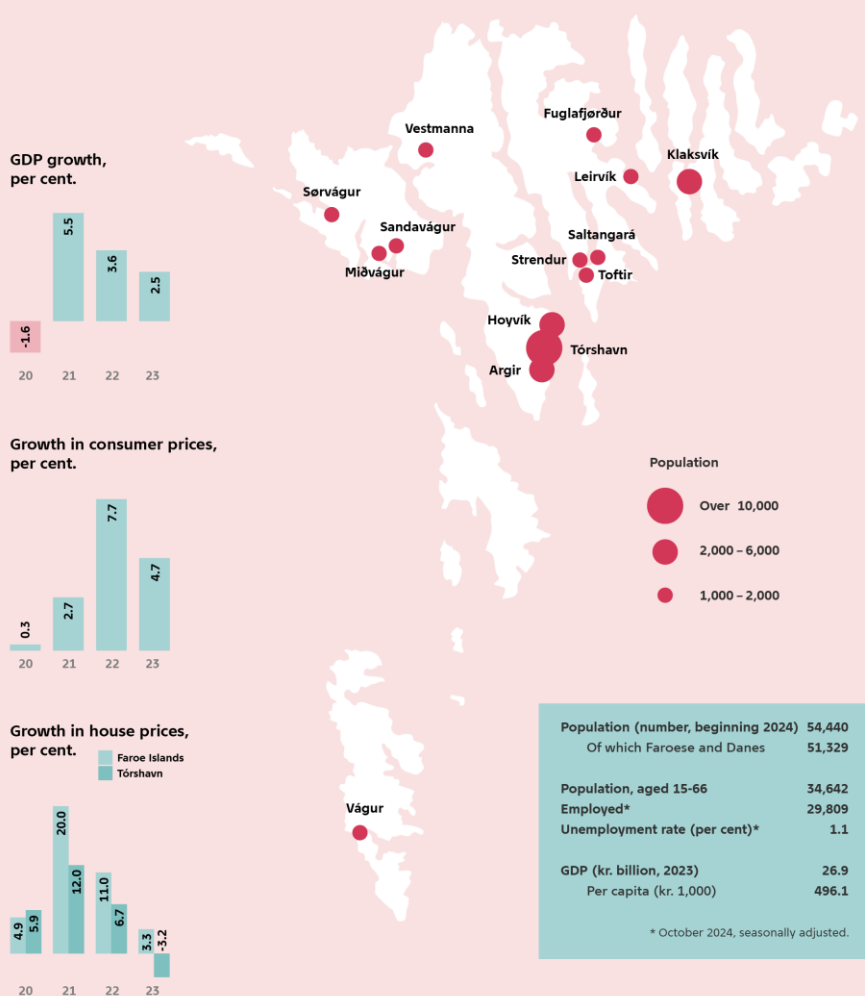 GDP growth,
per cent.
5.5
3.6
2.5
-1.6
20 21 22 23
Growth in consumer prices,
per cent.
0.3
2.7
7.7
4.7
20 21 22 23
Growth in house prices,
per cent.
Faroe Islands
Tórshavn
4.9
5.9
20.0
12.0
11.0
6.7
3.3
-3.2
20 21 22 23
Fuglafjørður
Vestmanna
Klaksvík
Leirvík
Sørvágur
Sandavágur
Saltangará
Strendur
Miðvágur
Toftir
Hoyvík
Tórshavn
Argir
Vágur
Population
Over 10,000
2,000 – 6,000
1,000 – 2,000
Population (number, beginning 2024) 54,440
Of which Faroese and Danes 51,329
Population, aged 15-66 34,642
Employed* 29,809
Unemployment rate (per cent)* 1.1
GDP (kr. billion, 2023) 26.9
Per capita (kr. 1,000) 496.1
* October 2024, seasonally adjusted.